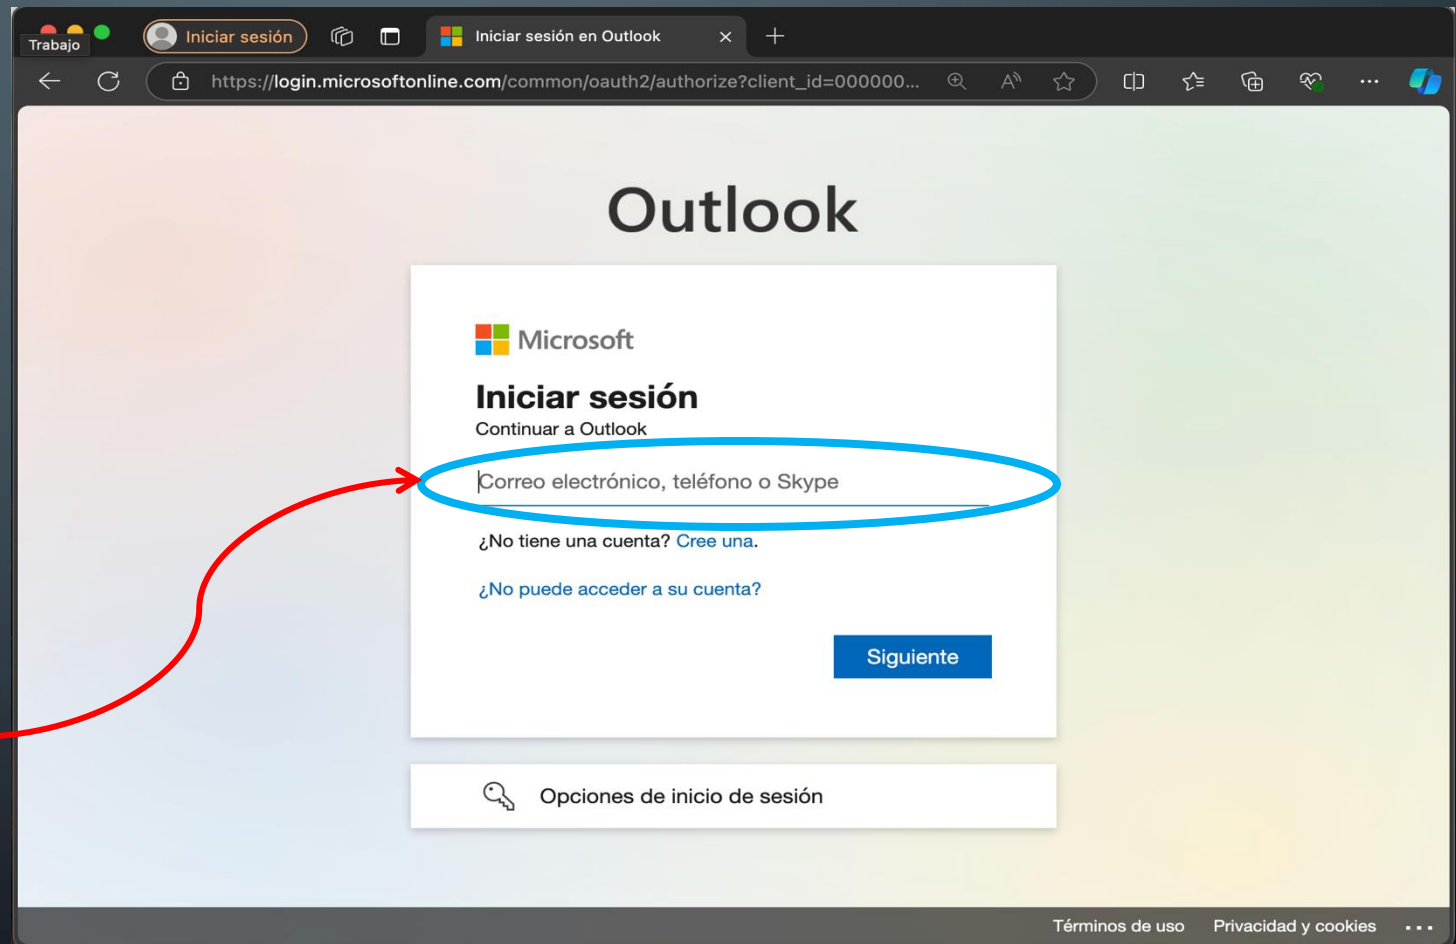 Trabajo
Iniciar sesión
Iniciar sesión en Outlook
https://login.microsoftonline.com/common/oauth2/authorize?client_id=000000...
Outlook
Microsoft
Iniciar sesión
Continuar a Outlook
Correo electrónico, teléfono o Skype
¿No tiene una cuenta? Cree una.
¿No puede acceder a su cuenta?
Siguiente
Opciones de inicio de sesión
Términos de uso Privacidad y cookies ...